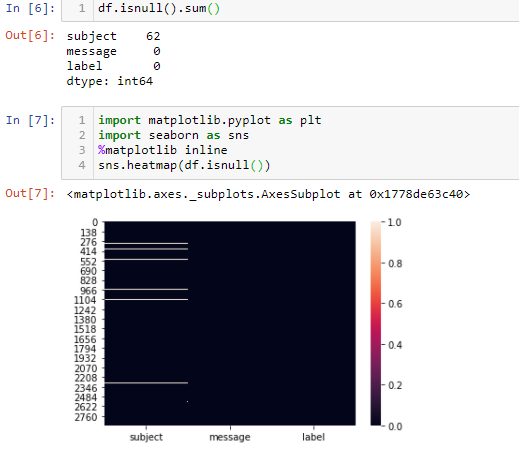 In [6]: 1 df.isnull().sum()
Out[6]: subject 62
message 0
label 0
dtype: int64
In [7]: 1 import matplotlib.pyplot as plt
2 import seaborn as sns
3 %matplotlib inline
4 sns.heatmap(df.isnull())
Out[7]: <matplotlib.axes._subplots.AxesSubplot at 0x1778de63c40>
0
138
276
414
552
690
828
966
1104
1242
1380
1518
1656
1794
1932
2070
2208
2346
2484
2622
2760
subject message label
1.0
0.8
0.6
0.4
0.2
0.0